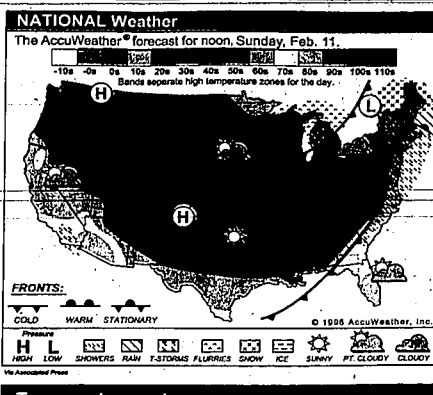 NATIONAL Weather
The AccuWeather® forecast for noon, Sunday, Feb. 11.
-10s -0s 0s 10s 20s 30s 40s 50s 60s 70s 80s 90s 100s 110s
Bands separate high temperature zones for the day.
H
L
H
FRONTS:
COLD WARM STATIONARY
© 1996 AccuWeather, Inc.
Pressure
H L
HIGH LOW SHOWERS RAIN T-STORMS FLURRIES SNOW ICE SUNNY PT. CLOUDY CLOUDY
Via Associated Press